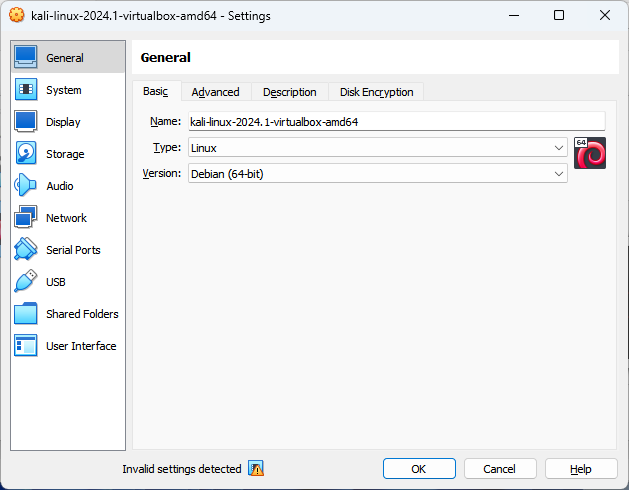 kali-linux-2024.1-virtualbox-amd64 - Settings
General
System
Display
Storage
Audio
Network
Serial Ports
USB
Shared Folders
User Interface
General
Basic Advanced Description Disk Encryption
Name: kali-linux-2024.1-virtualbox-amd64
Type: Linux
64
Version: Debian (64-bit)
Invalid settings detected
OK Cancel Help